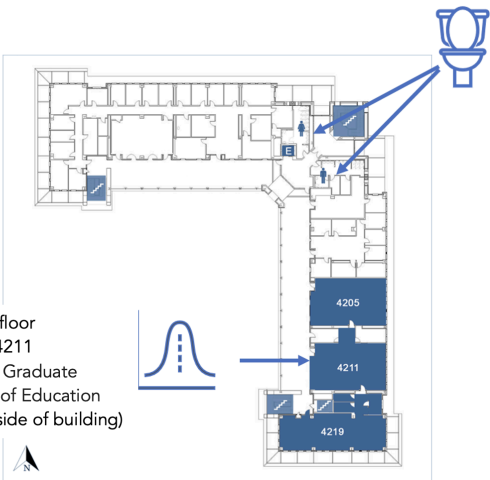 E
4205
floor
4211
Graduate
of Education
side of building)
4211
4219
N